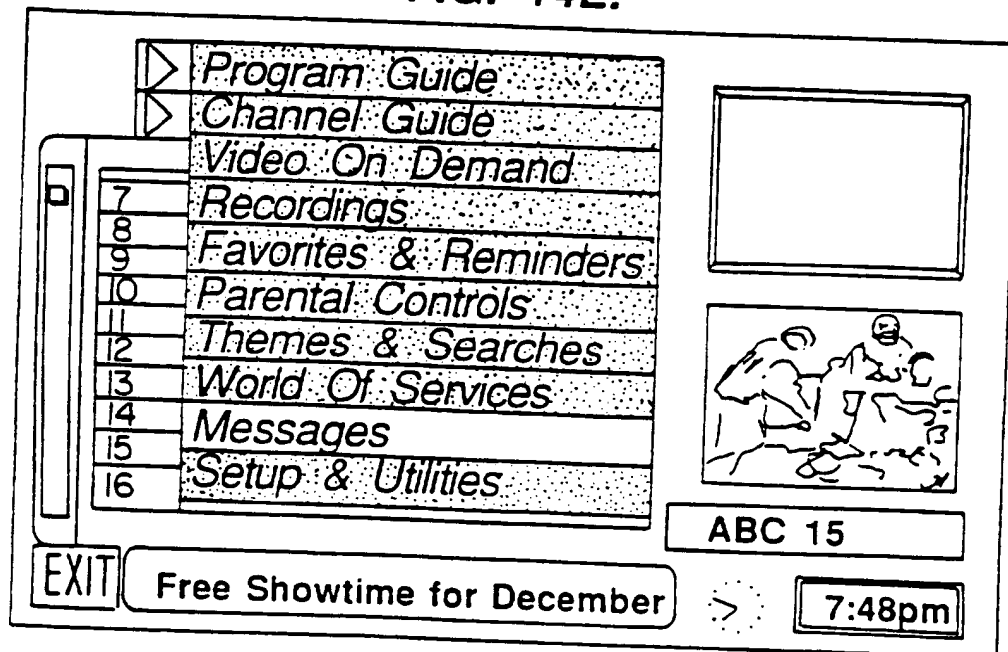 FIG. 14L.
Program Guide
Channel Guide
Video On Demand
7 Recordings
8
9 Favorites & Reminders
10 Parental Controls
11
12 Themes & Searches
13 World Of Services
14
15 Messages
16 Setup & Utilities
ABC 15
EXIT Free Showtime for December > 7:48pm